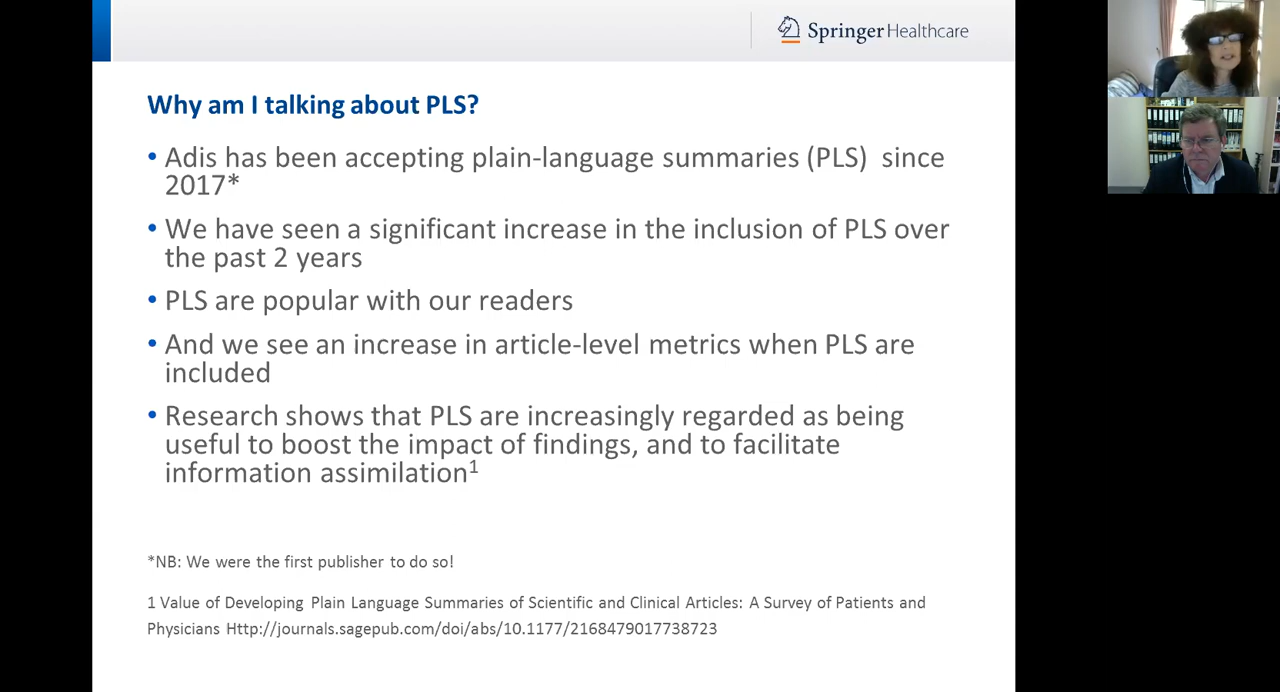 Springer Healthcare
Why am I talking about PLS?
• Adis has been accepting plain-language summaries (PLS)  since
2017*
• We have seen a significant increase in the inclusion of PLS over
the past 2 years
• PLS are popular with our readers
• And we see an increase in article-level metrics when PLS are
included
• Research shows that PLS are increasingly regarded as being
useful to boost the impact of findings, and to facilitate
information assimilation1
*NB: We were the first publisher to do so!
1 Value of Developing Plain Language Summaries of Scientific and Clinical Articles: A Survey of Patients and
Physicians Http://journals.sagepub.com/doi/abs/10.1177/2168479017738723